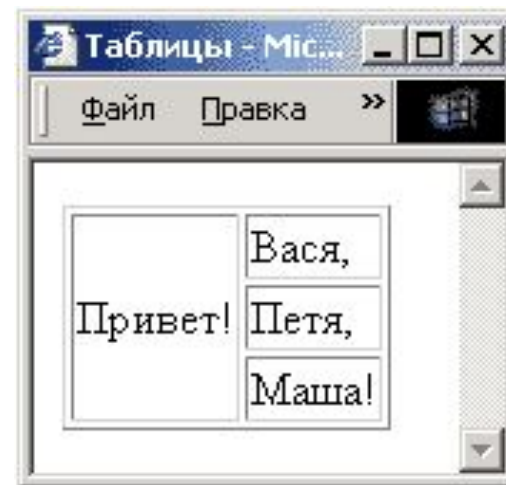 Таблицы - Mic...
Файл Правка »
Привет!
Вася,
Петя,
Маша!